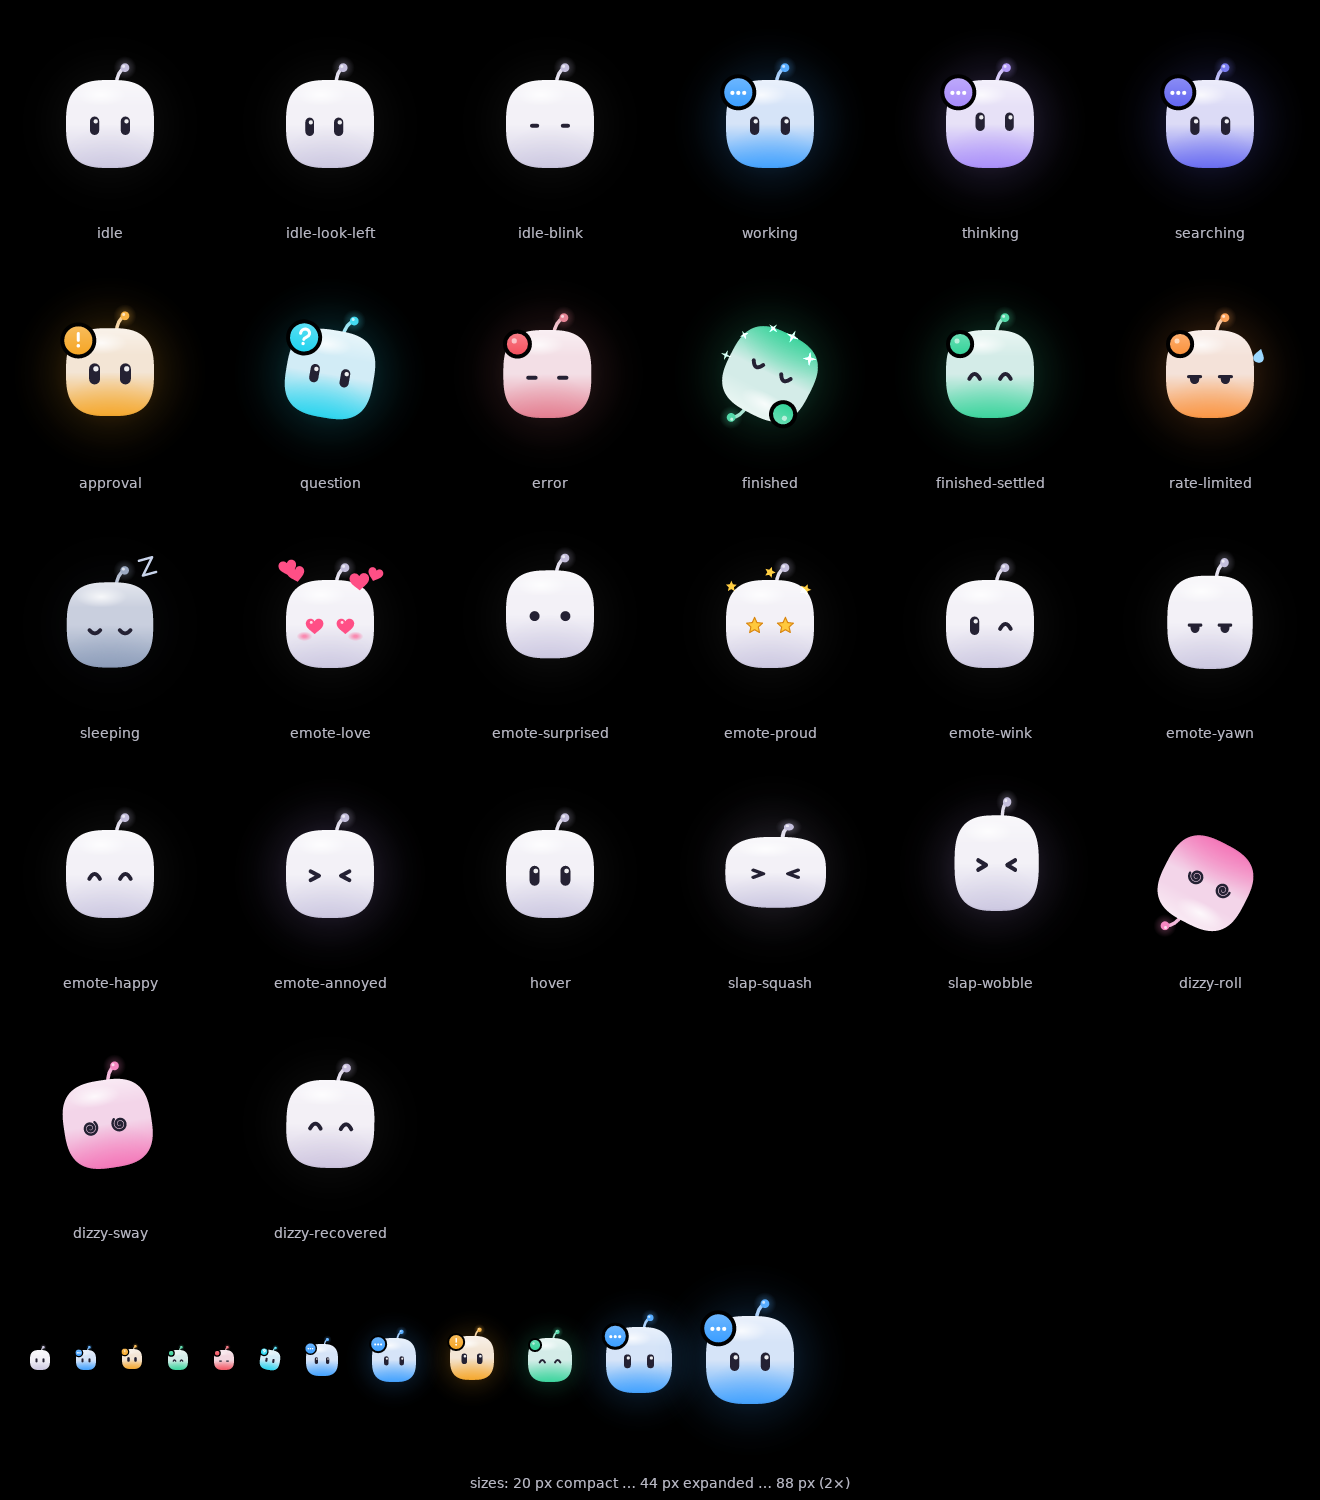 idle idle-look-left idle-blink working thinking searching
!
?
approval question error finished finished-settled rate-limited
Z
sleeping emote-love emote-surprised emote-proud emote-wink emote-yawn
emote-happy emote-annoyed hover slap-squash slap-wobble dizzy-roll
dizzy-sway dizzy-recovered
!
sizes: 20 px compact ... 44 px expanded ... 88 px (2×)